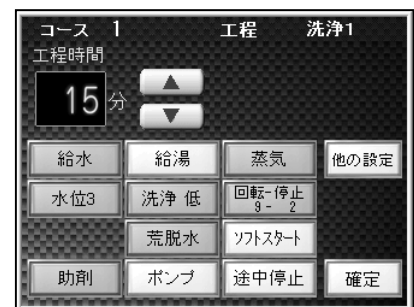 コース 1 工程 洗浄1
工程時間
15 分
給水 給湯 蒸気 他の設定
水位3 洗浄 低 回転-停止
9 - 2
荒脱水 ソフトスタート
助剤 ポンプ 途中停止 確定